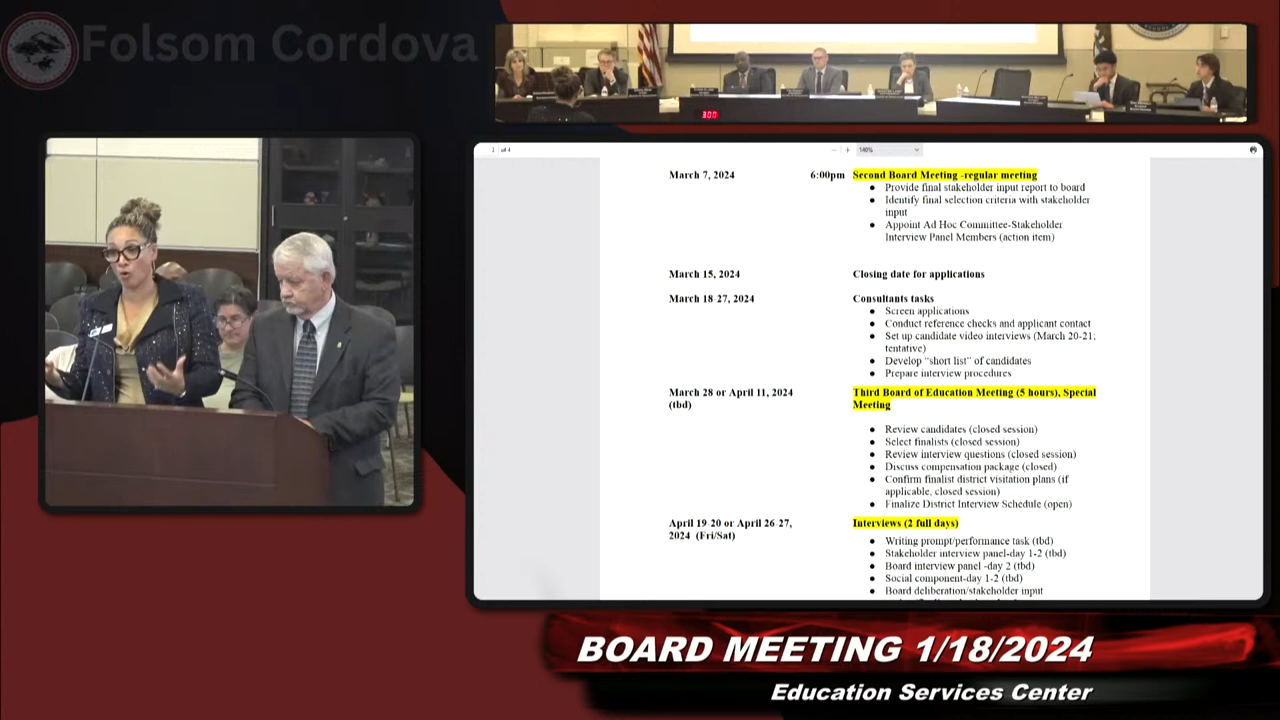 Folsom Cordova
3:00
1 of 4
140%
March 7, 2024 6:00pm Second Board Meeting -regular meeting
● Provide final stakeholder input report to board
● Identify final selection criteria with stakeholder
input
● Appoint Ad Hoc Committee-Stakeholder
Interview Panel Members (action item)
March 15, 2024 Closing date for applications
March 18-27, 2024 Consultants tasks
● Screen applications
● Conduct reference checks and applicant contact
● Set up candidate video interviews (March 20-21;
tentative)
● Develop “short list” of candidates
● Prepare interview procedures
March 28 or April 11, 2024 Third Board of Education Meeting (5 hours), Special
(tbd) Meeting
● Review candidates (closed session)
● Select finalists (closed session)
● Review interview questions (closed session)
● Discuss compensation package (closed)
● Confirm finalist district visitation plans (if
applicable, closed session)
● Finalize District Interview Schedule (open)
April 19-20 or April 26-27, Interviews (2 full days)
2024 (Fri/Sat)
● Writing prompt/performance task (tbd)
● Stakeholder interview panel-day 1-2 (tbd)
● Board interview panel -day 2 (tbd)
● Social component-day 1-2 (tbd)
● Board deliberation/stakeholder input
BOARD MEETING 1/18/2024
Education Services Center